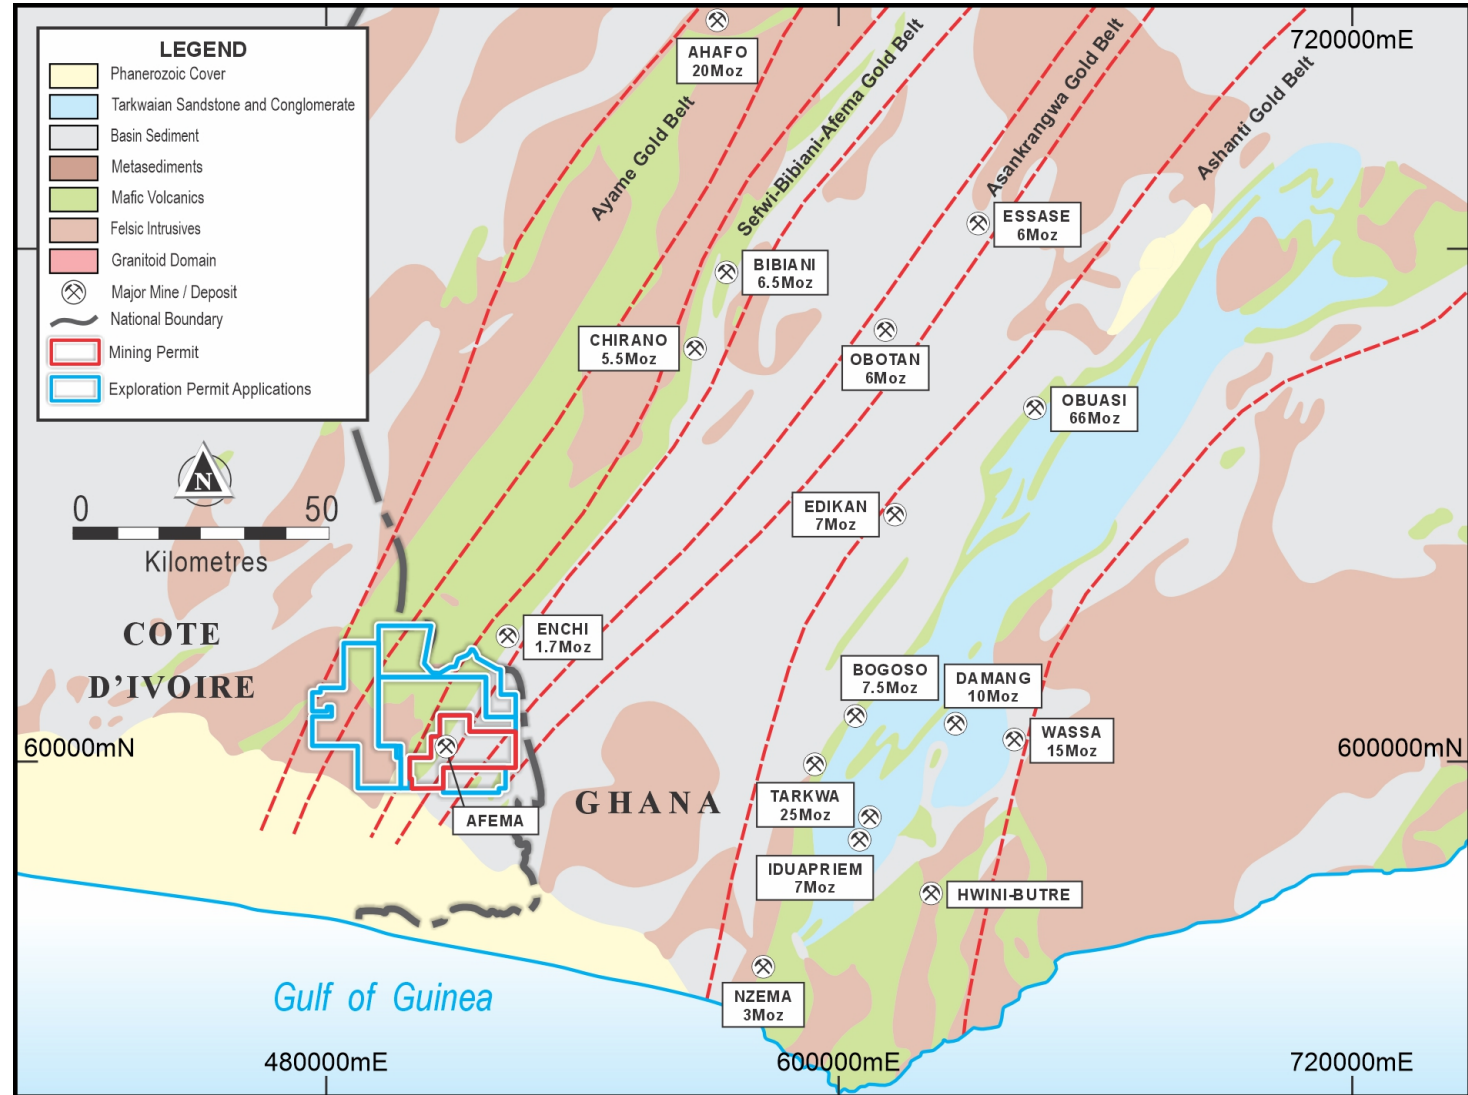 LEGEND
Phanerozoic Cover
Tarkwaian Sandstone and Conglomerate
Basin Sediment
Metasediments
Mafic Volcanics
Felsic Intrusives
Granitoid Domain
Major Mine / Deposit
National Boundary
Mining Permit
Exploration Permit Applications
N
0 50
Kilometres
720000mE
AHAFO
20Moz
Ayame Gold Belt
Sefwi-Bibiani-Afema Gold Belt
Asankrangwa Gold Belt
Ashanti Gold Belt
ESSASE
6Moz
BIBIANI
6.5Moz
CHIRANO
5.5Moz
OBOTAN
6Moz
OBUASI
66Moz
EDIKAN
7Moz
ENCHI
1.7Moz
COTE
D'IVOIRE
BOGOSO
7.5Moz
DAMANG
10Moz
WASSA
15Moz
60000mN
600000mN
TARKWA
25Moz
GHANA
AFEMA
IDUAPRIEM
7Moz
HWINI-BUTRE
NZEMA
3Moz
Gulf of Guinea
480000mE
600000mE
720000mE